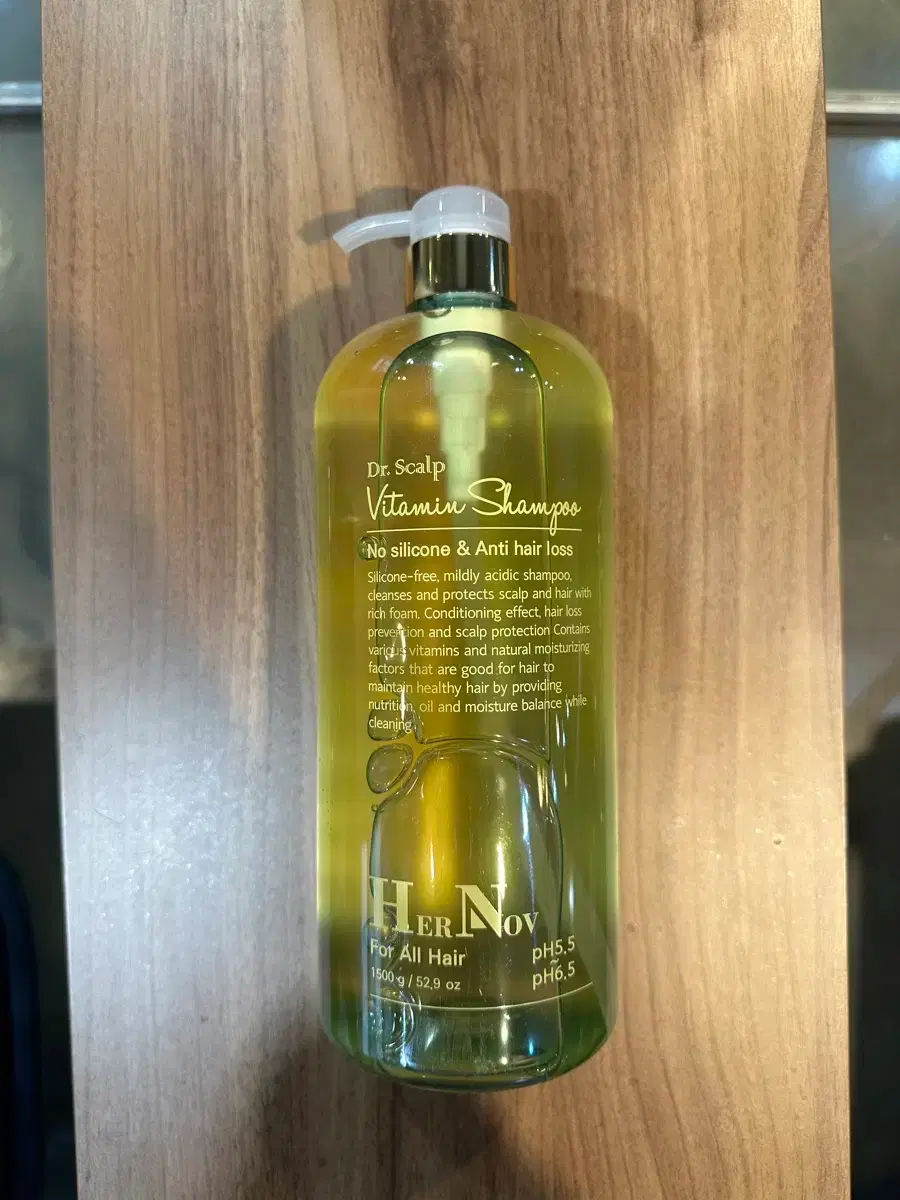 Dr. Scalp
Vitamin Shampoo
No silicone & Anti hair loss
Silicone-free, mildly acidic shampoo,
cleanses and protects scalp and hair with
rich foam. Conditioning effect, hair loss
prevention and scalp protection Contains
various vitamins and natural moisturizing
factors that are good for hair to
maintain healthy hair by providing
nutrition, oil and moisture balance while
cleaning.
HERNOV
For All Hair
1500 g / 52,9 oz
pH5.5
~
pH6.5